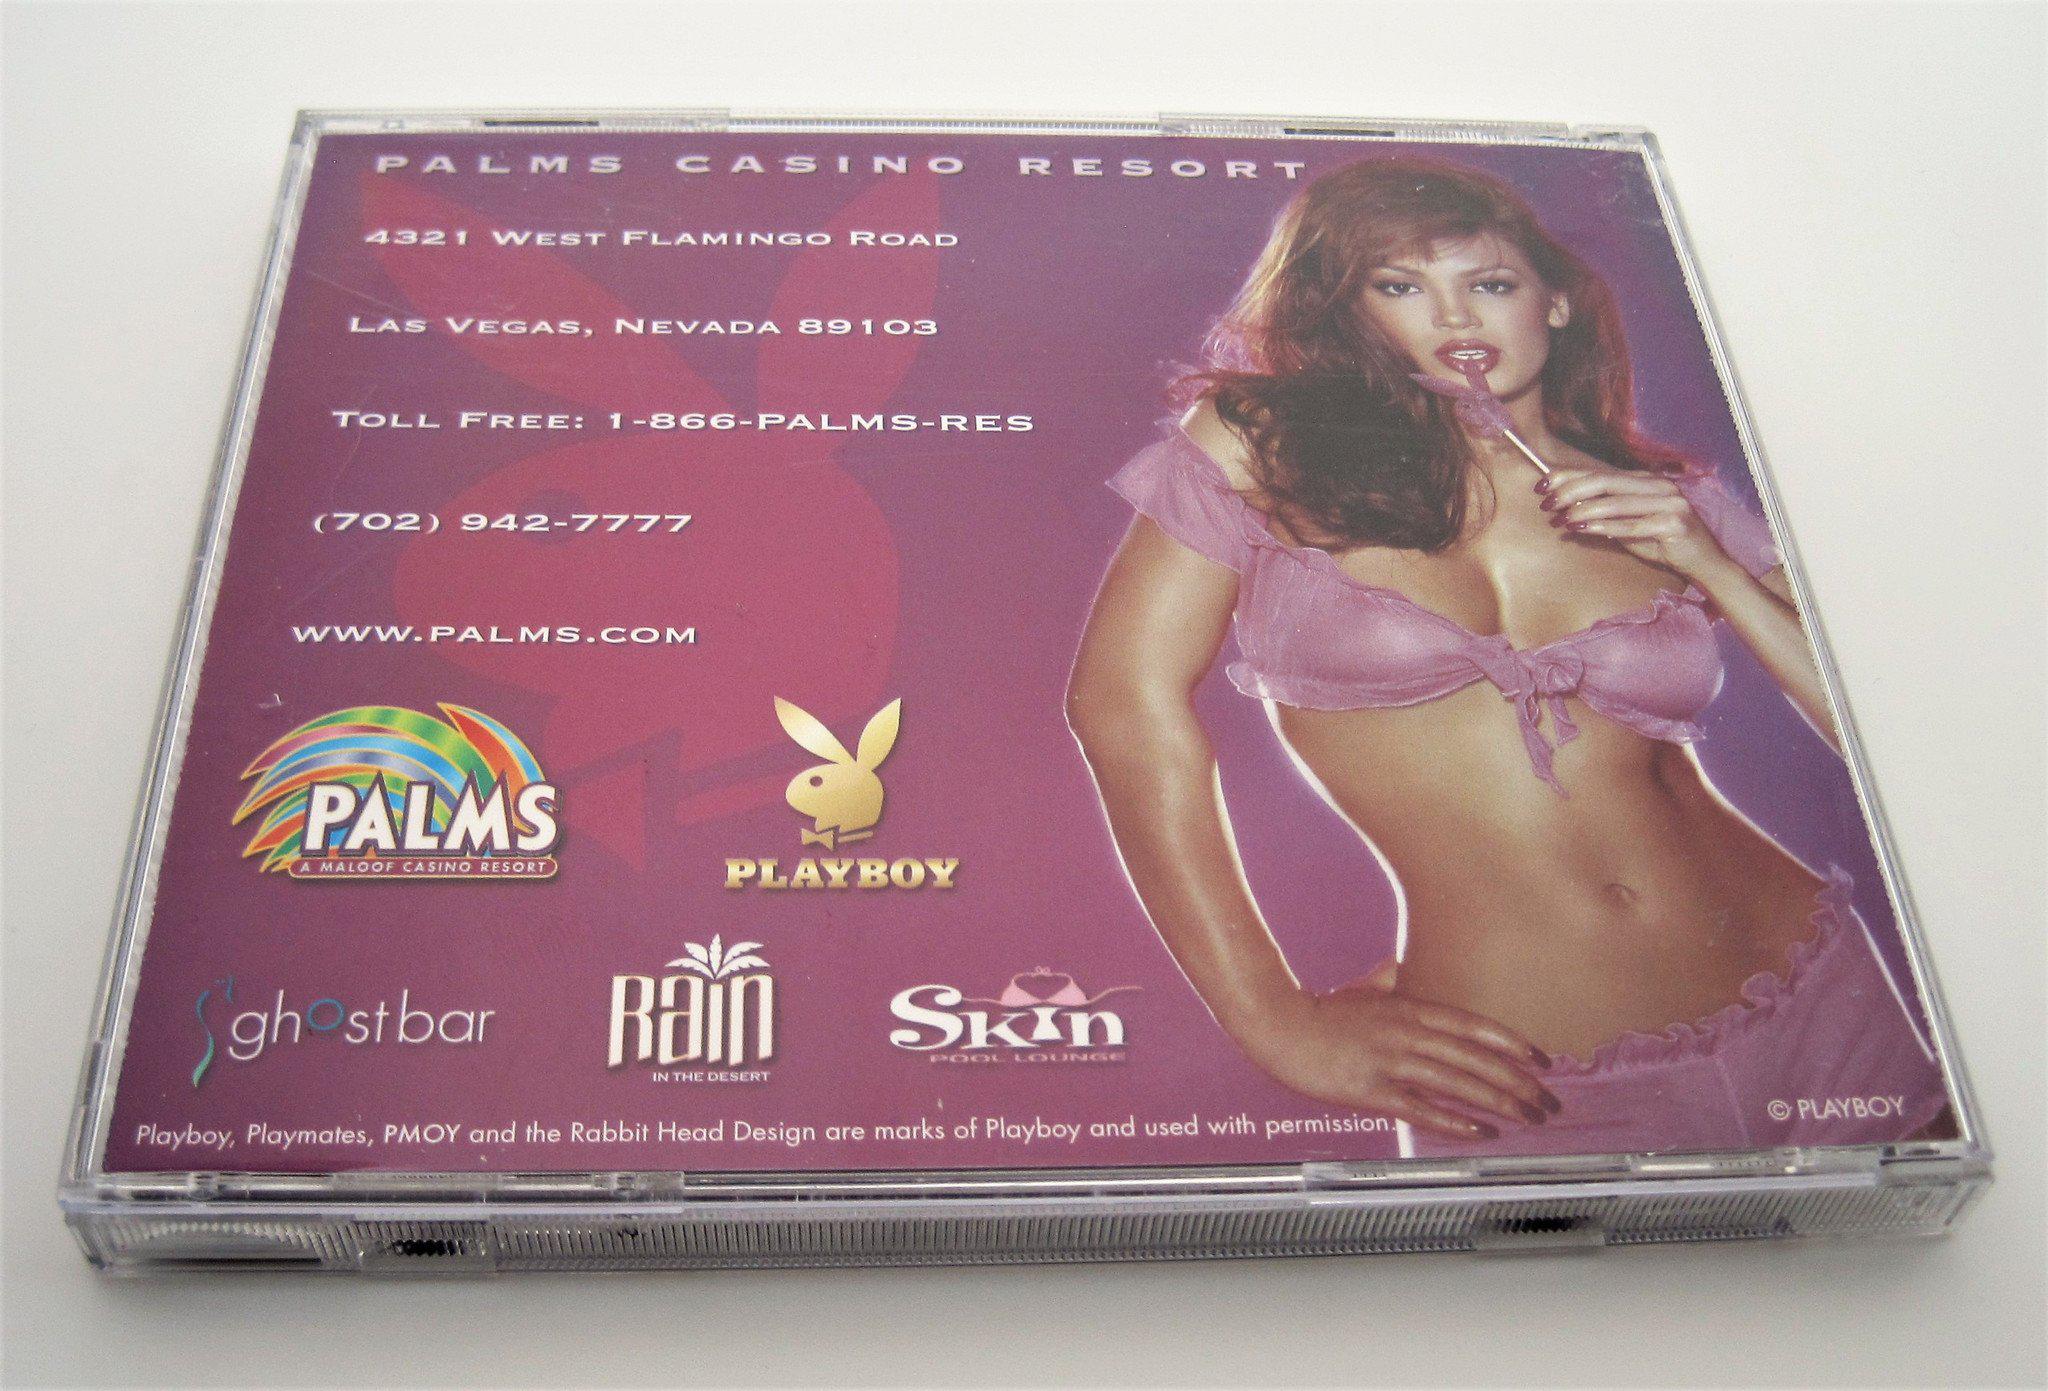 PALMS CASINO RESORT
4321 WEST FLAMINGO ROAD
LAS VEGAS, NEVADA 89103
TOLL FREE: 1-866-PALMS-RES
(702) 942-7777
WWW.PALMS.COM
PALMS
A MALOOF CASINO RESORT
PLAYBOY
ghostbar
RAiN
IN THE DESERT
SKIN
POOL LOUNGE
© PLAYBOY
Playboy, Playmates, PMOY and the Rabbit Head Design are marks of Playboy and used with permission.